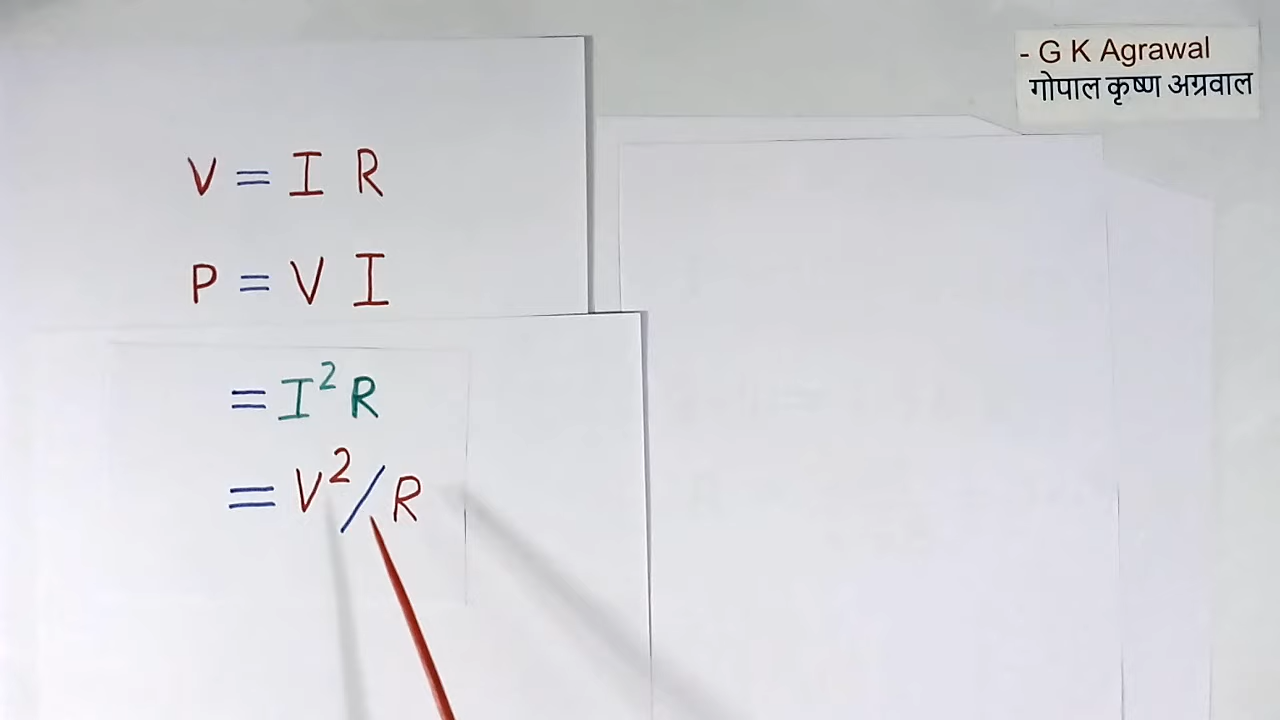 - G K Agrawal
गोपाल कृष्ण अग्रवाल
V = I R
P = V I
= I² R
= V² / R